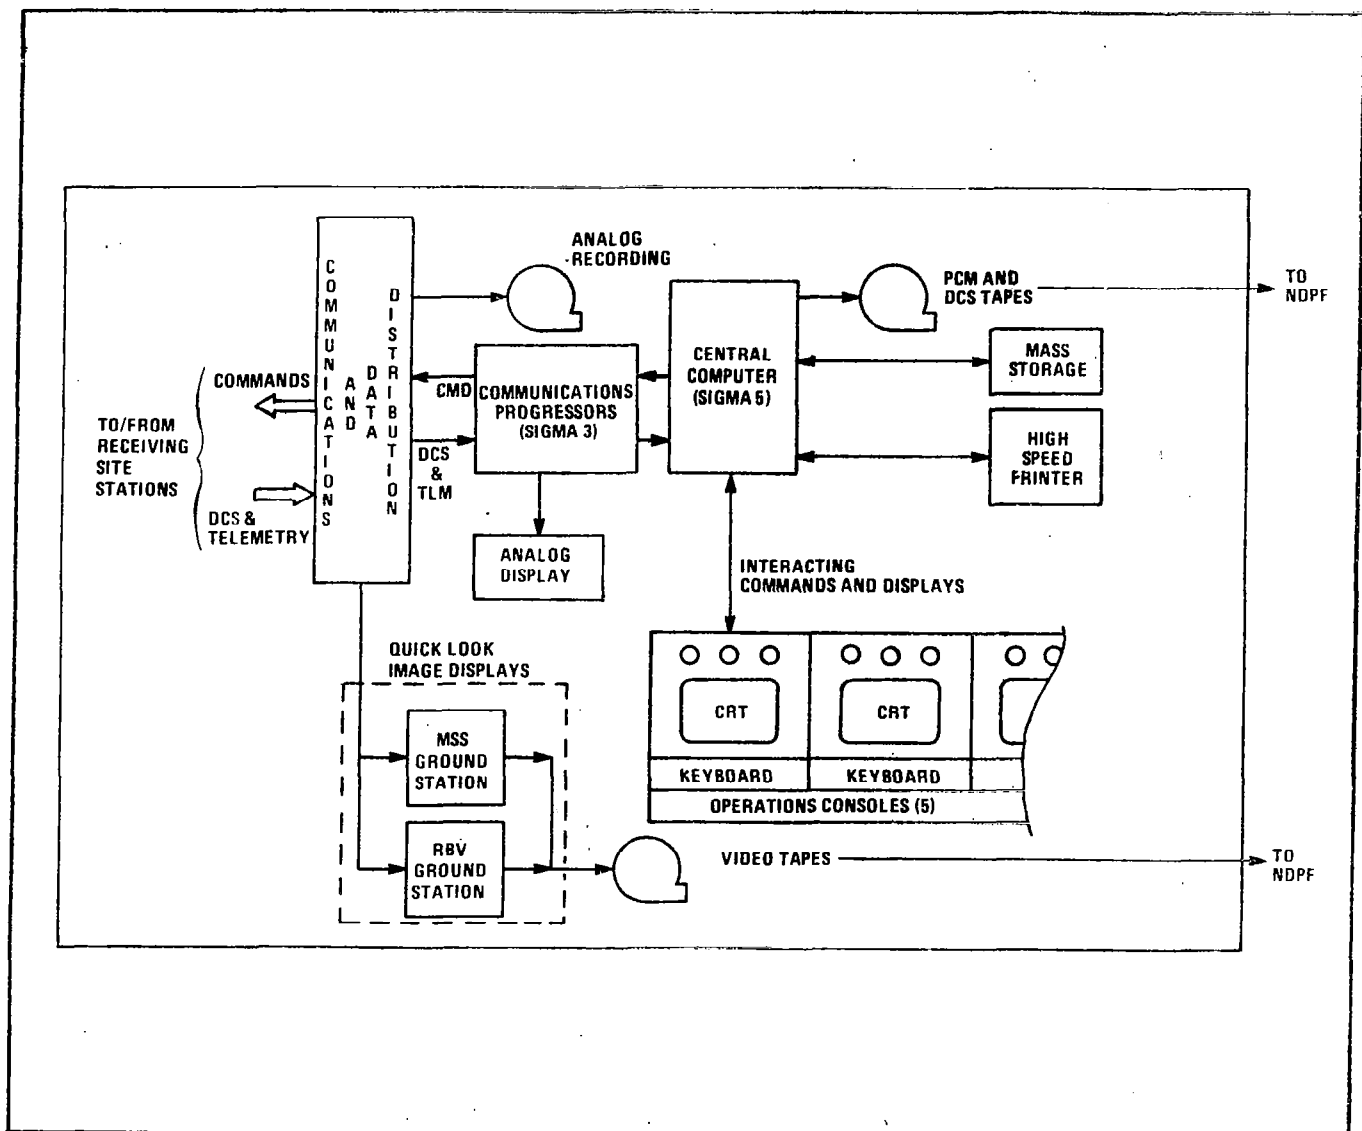 COMMUNICATIONS
AND
DATA
DISTRIBUTION
ANALOG
RECORDING
PCM AND
DCS TAPES
TO
NDPF
COMMANDS
TO/FROM
RECEIVING
SITE
STATIONS
DCS &
TELEMETRY
CMD
DCS
&
TLM
COMMUNICATIONS
PROGRESSORS
(SIGMA 3)
CENTRAL
COMPUTER
(SIGMA 5)
MASS
STORAGE
HIGH
SPEED
PRINTER
ANALOG
DISPLAY
INTERACTING
COMMANDS AND DISPLAYS
QUICK LOOK
IMAGE DISPLAYS
MSS
GROUND
STATION
RBV
GROUND
STATION
CRT
CRT
KEYBOARD
KEYBOARD
OPERATIONS CONSOLES (5)
VIDEO TAPES
TO
NDPF